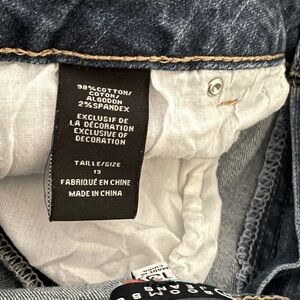 98%COTTON/
COTON/
ALGODON
2%SPANDEX
EXCLUSIF DE
LA DÉCORATION
EXCLUSIVE OF
DECORATION
TAILLE/SIZE
13
FABRIQUÉ EN CHINE
MADE IN CHINA